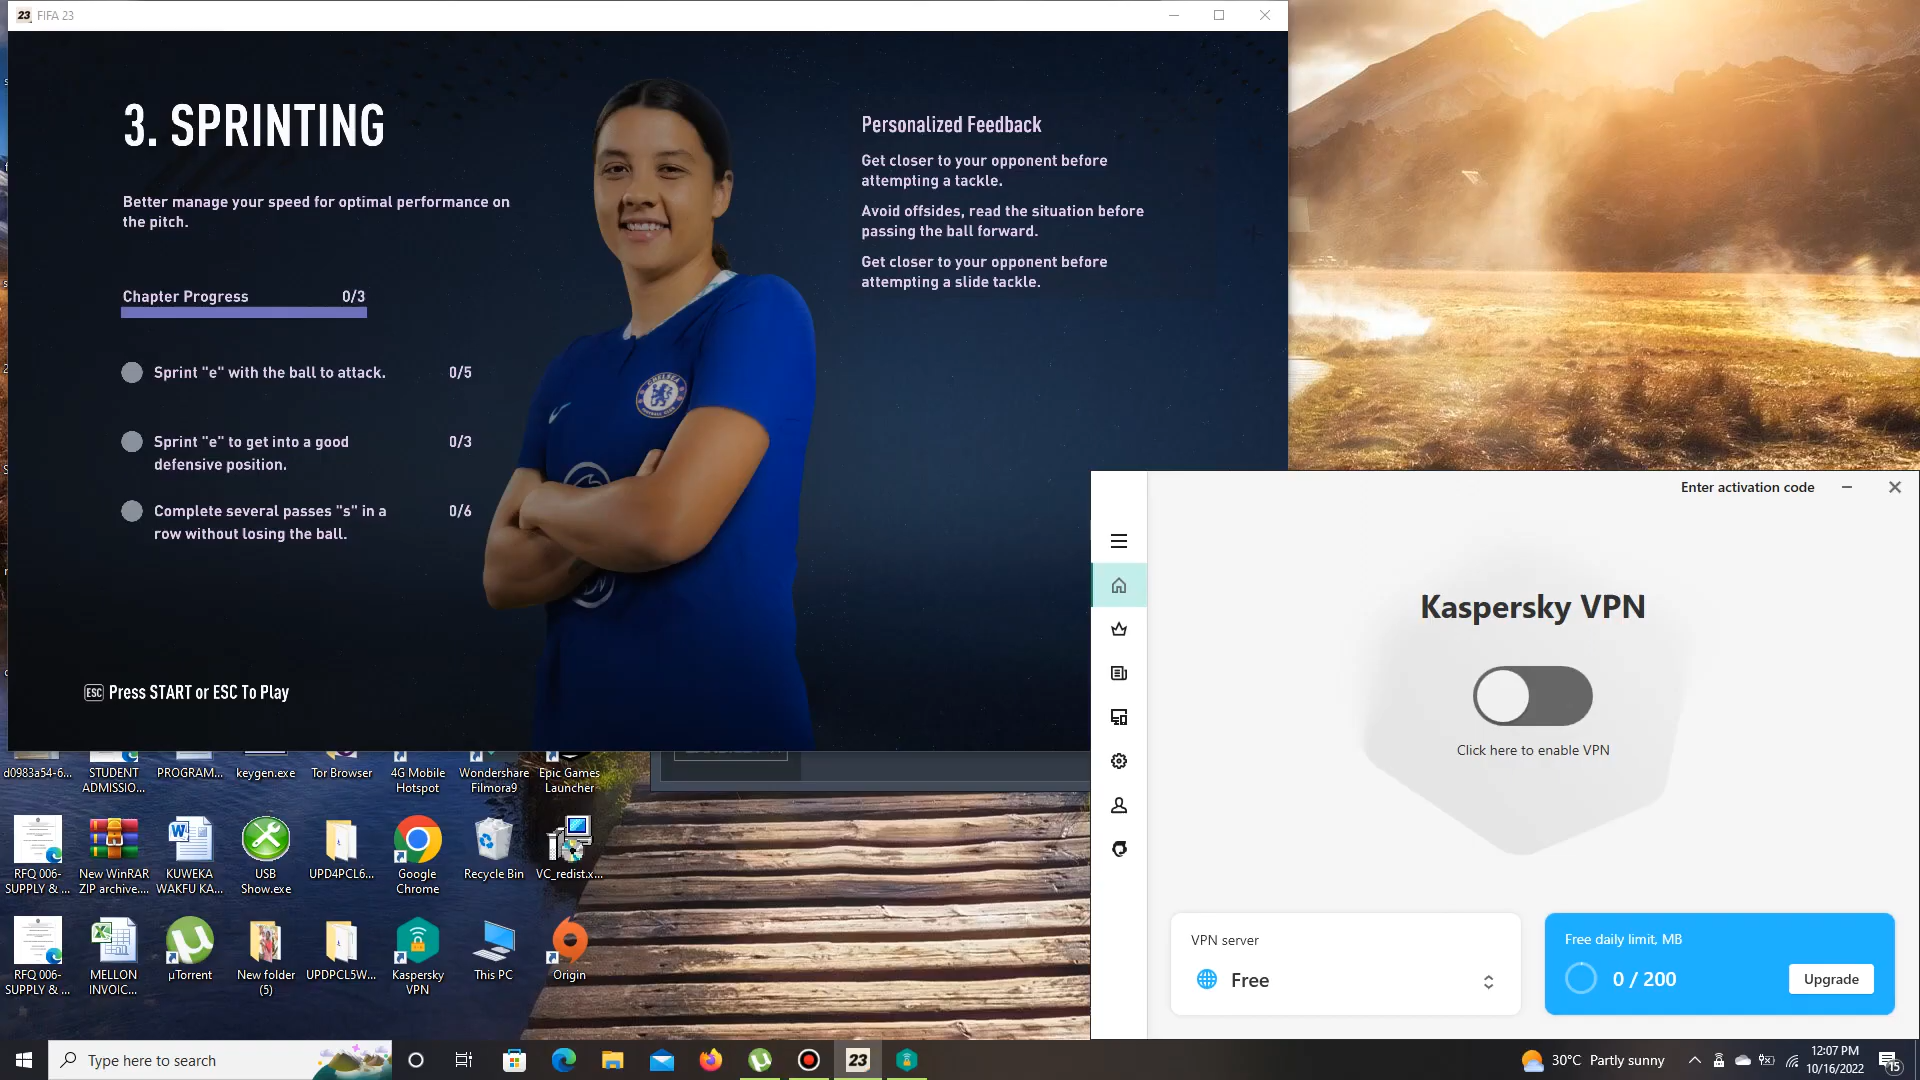 FIFA 23
3. SPRINTING
Better manage your speed for optimal performance on
the pitch.
Chapter Progress 0/3
Sprint "e" with the ball to attack. 0/5
Sprint "e" to get into a good 0/3
defensive position.
Complete several passes "s" in a 0/6
row without losing the ball.
ESC Press START or ESC To Play
Personalized Feedback
Get closer to your opponent before
attempting a tackle.
Avoid offsides, read the situation before
passing the ball forward.
Get closer to your opponent before
attempting a slide tackle.
CHELSEA
Enter activation code
Kaspersky VPN
Click here to enable VPN
VPN server
Free
Free daily limit, MB
0 / 200
Upgrade
d0983a54-6...
STUDENT
ADMISSIO...
PROGRAM...
keygen.exe
Tor Browser
4G Mobile
Hotspot
Wondershare
Filmora9
Epic Games
Launcher
RFQ 006-
SUPPLY & ...
New WinRAR
ZIP archive....
KUWEKA
WAKFU KA...
USB
Show.exe
UPD4PCL6...
Google
Chrome
Recycle Bin
VC_redist.x...
RFQ 006-
SUPPLY & ...
MELLON
INVOIC...
µTorrent
New folder
(5)
UPDPCL5W...
Kaspersky
VPN
This PC
Origin
Type here to search
23
30°C Partly sunny
12:07 PM
10/16/2022
15